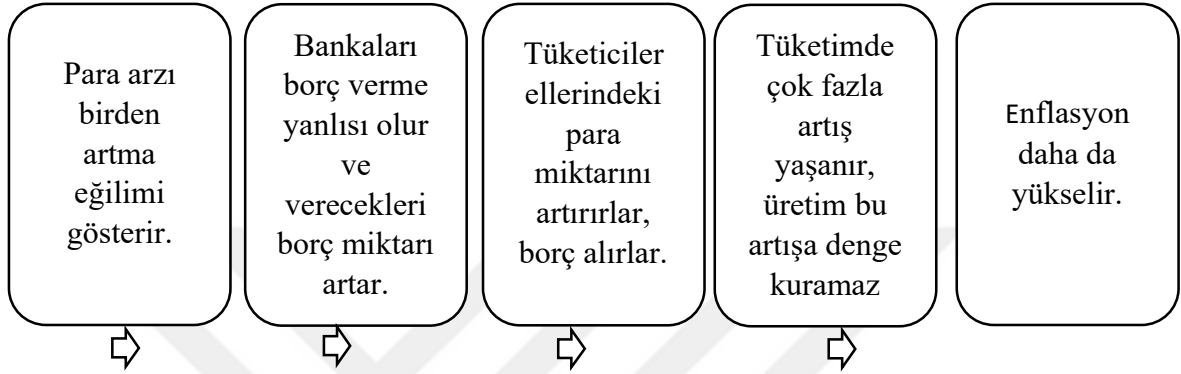 Para arzı
birden
artma
eğilimi
gösterir.
Bankaları
borç verme
yanlısı olur
ve
verecekleri
borç miktarı
artar.
Tüketiciler
ellerindeki
para
miktarını
artırırlar,
borç alırlar.
Tüketimde
çok fazla
artış
yaşanır,
üretim bu
artışa denge
kuramaz
Enflasyon
daha da
yükselir.